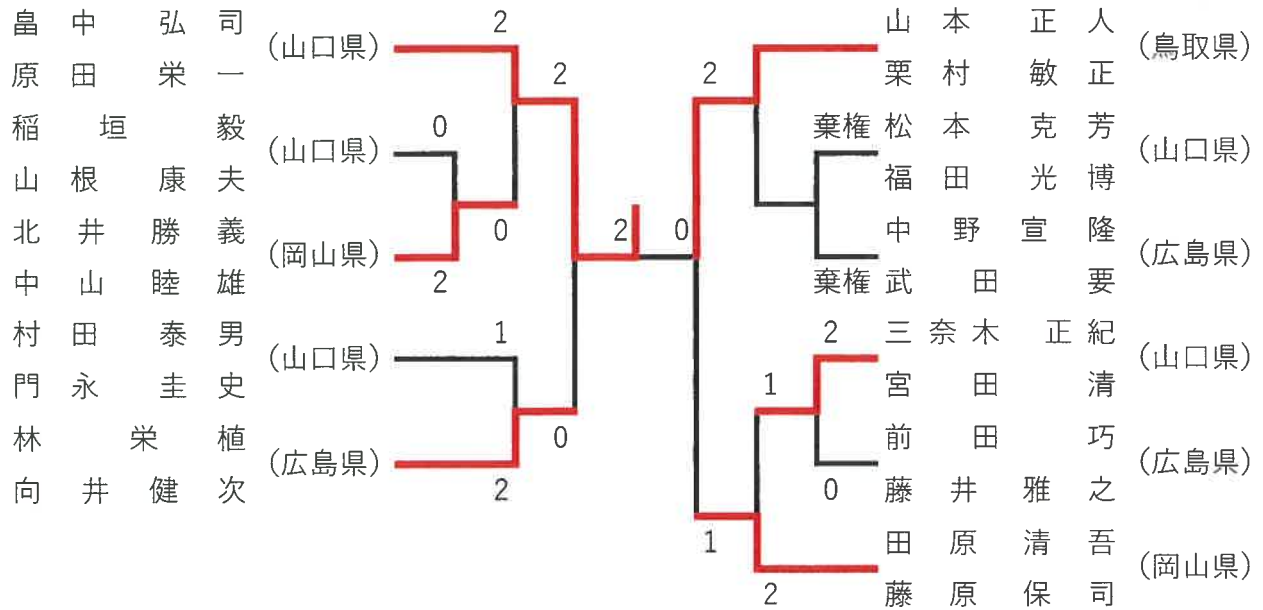 畠中弘司
(山口県)
原田栄一
稲垣毅
(山口県)
山根康夫
北井勝義
(岡山県)
中山睦雄
村田泰男
(山口県)
門永圭史
林栄植
(広島県)
向井健次
2
2
0
0
2
1
0
2
2
0
2
2
1
0
1
2
山本正人
(鳥取県)
栗村敏正
棄権 松本克芳
(山口県)
福田光博
中野宣隆
(広島県)
棄権 武田要
三奈木正紀
(山口県)
宮田清
前田巧
(広島県)
藤井雅之
田原清吾
(岡山県)
藤原保司